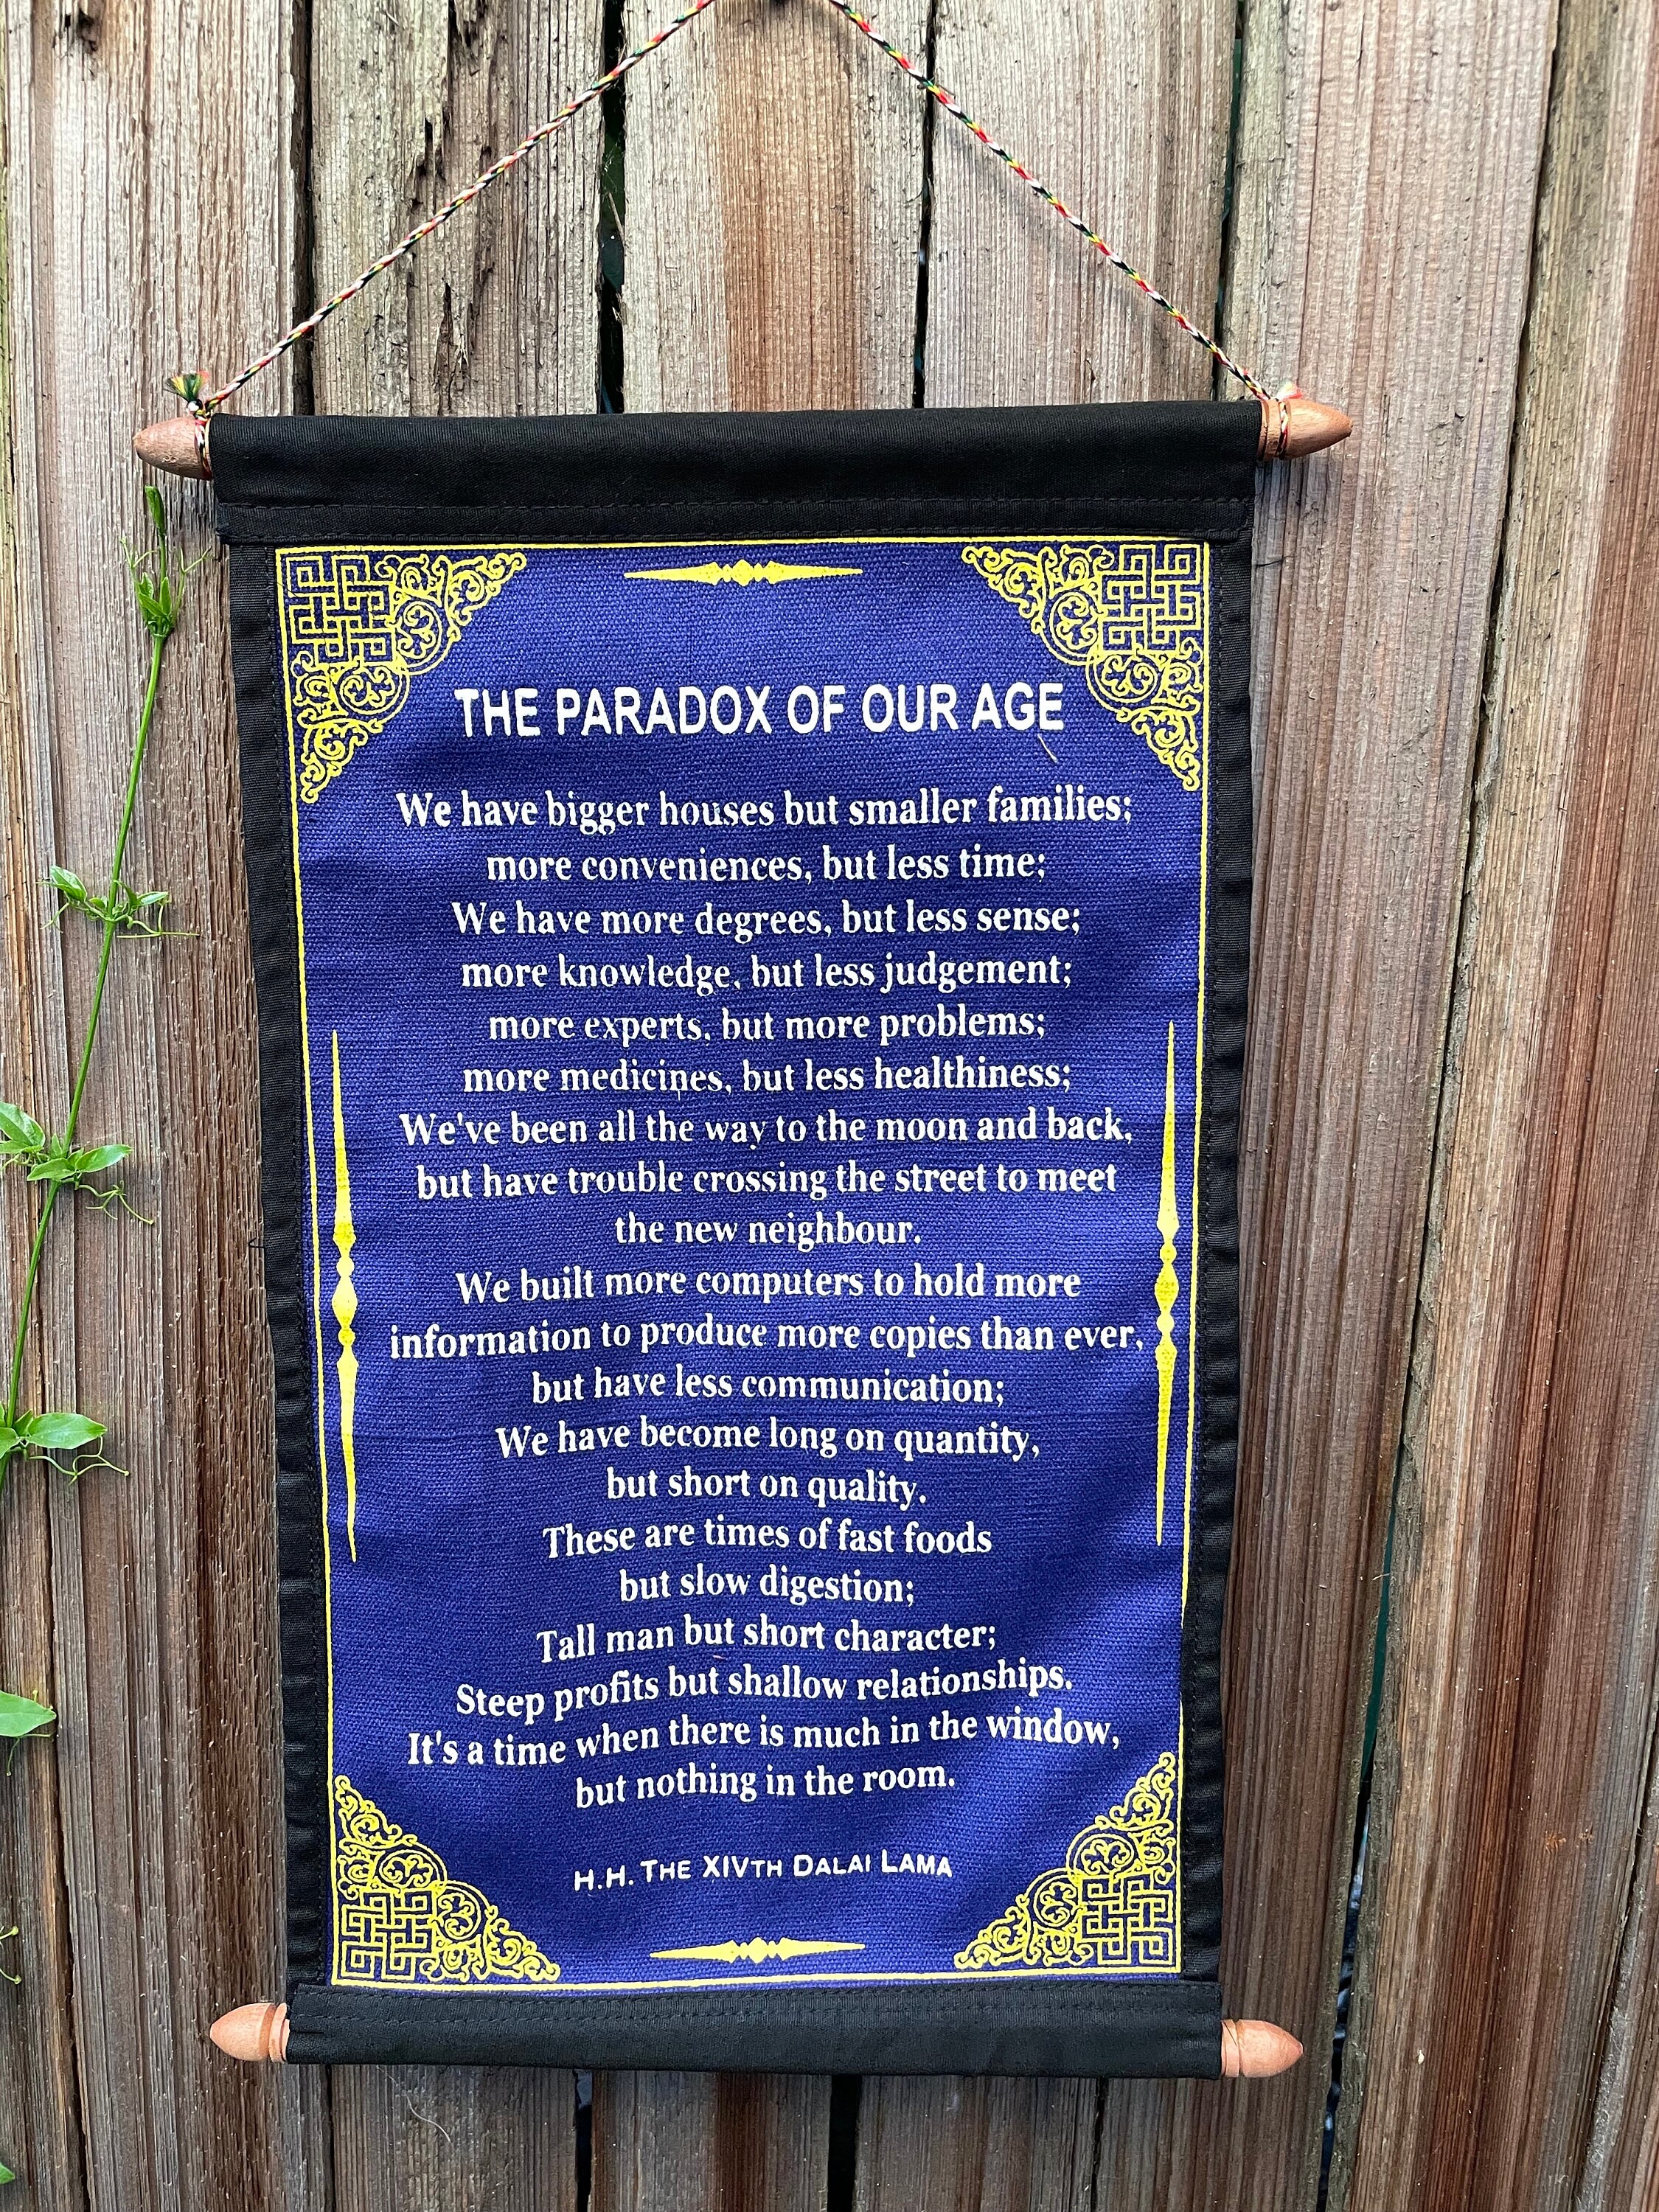 THE PARADOX OF OUR AGE
We have bigger houses but smaller families;
more conveniences, but less time;
We have more degrees, but less sense;
more knowledge, but less judgement;
more experts, but more problems;
more medicines, but less healthiness;
We've been all the way to the moon and back,
but have trouble crossing the street to meet
the new neighbour.
We built more computers to hold more
information to produce more copies than ever,
but have less communication;
We have become long on quantity,
but short on quality.
These are times of fast foods
but slow digestion;
Tall man but short character;
Steep profits but shallow relationships.
It's a time when there is much in the window,
but nothing in the room.
H.H. THE XIVTH DALAI LAMA